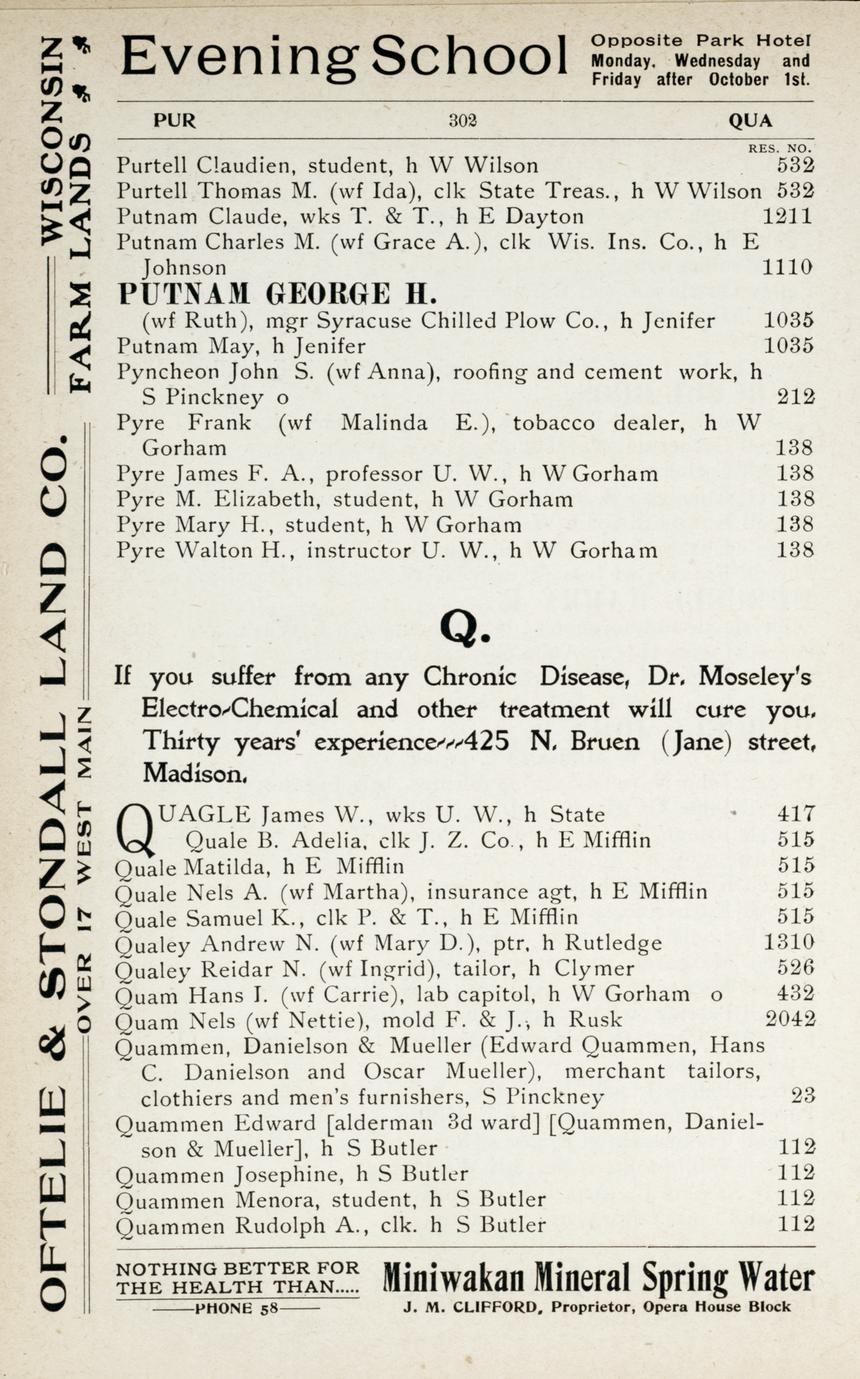 Evening School
Opposite Park Hotel
Monday, Wednesday and
Friday after October 1st.
PUR 302 QUA
RES. NO.
Purtell Claudien, student, h W Wilson 532
Purtell Thomas M. (wf Ida), clk State Treas., h W Wilson 532
Putnam Claude, wks T. & T., h E Dayton 1211
Putnam Charles M. (wf Grace A.), clk Wis. Ins. Co., h E
Johnson 1110
PUTNAM GEORGE H.
(wf Ruth), mgr Syracuse Chilled Plow Co., h Jenifer 1035
Putnam May, h Jenifer 1035
Pyncheon John S. (wf Anna), roofing and cement work, h
S Pinckney o 212
Pyre Frank (wf Malinda E.), tobacco dealer, h W
Gorham 138
Pyre James F. A., professor U. W., h W Gorham 138
Pyre M. Elizabeth, student, h W Gorham 138
Pyre Mary H., student, h W Gorham 138
Pyre Walton H., instructor U. W., h W Gorham 138
Q.
If you suffer from any Chronic Disease, Dr. Moseley's
Electro-Chemical and other treatment will cure you.
Thirty years' experience---425 N. Bruen (Jane) street,
Madison.
QUAGLE James W., wks U. W., h State 417
Quale B. Adelia, clk J. Z. Co., h E Mifflin 515
Quale Matilda, h E Mifflin 515
Quale Nels A. (wf Martha), insurance agt, h E Mifflin 515
Quale Samuel K., clk P. & T., h E Mifflin 515
Qualey Andrew N. (wf Mary D.), ptr, h Rutledge 1310
Qualey Reidar N. (wf Ingrid), tailor, h Clymer 526
Quam Hans I. (wf Carrie), lab capitol, h W Gorham o 432
Quam Nels (wf Nettie), mold F. & J., h Rusk 2042
Quammen, Danielson & Mueller (Edward Quammen, Hans
C. Danielson and Oscar Mueller), merchant tailors,
clothiers and men's furnishers, S Pinckney 23
Quammen Edward [alderman 3d ward] [Quammen, Daniel-
son & Mueller], h S Butler 112
Quammen Josephine, h S Butler 112
Quammen Menora, student, h S Butler 112
Quammen Rudolph A., clk. h S Butler 112
NOTHING BETTER FOR
THE HEALTH THAN.....
PHONE 58
Miniwakan Mineral Spring Water
J. M. CLIFFORD, Proprietor, Opera House Block
OFTELIE & STONDALL LAND CO.
OVER 17 WEST MAIN
WISCONSIN
FARM LANDS